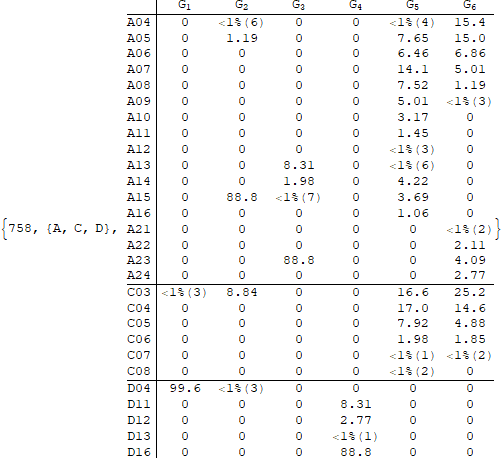 G1 G2 G3 G4 G5 G6
A04 0 <1%(6) 0 0 <1%(4) 15.4
A05 0 1.19 0 0 7.65 15.0
A06 0 0 0 0 6.46 6.86
A07 0 0 0 0 14.1 5.01
A08 0 0 0 0 7.52 1.19
A09 0 0 0 0 5.01 <1%(3)
A10 0 0 0 0 3.17 0
A11 0 0 0 0 1.45 0
A12 0 0 0 0 <1%(3) 0
A13 0 0 8.31 0 <1%(6) 0
A14 0 0 1.98 0 4.22 0
A15 0 88.8 <1%(7) 0 3.69 0
A16 0 0 0 0 1.06 0
{758, {A, C, D}, A21 0 0 0 0 0 <1%(2)}
A22 0 0 0 0 0 2.11
A23 0 0 88.8 0 0 4.09
A24 0 0 0 0 0 2.77
C03 <1%(3) 8.84 0 0 16.6 25.2
C04 0 0 0 0 17.0 14.6
C05 0 0 0 0 7.92 4.88
C06 0 0 0 0 1.98 1.85
C07 0 0 0 0 <1%(1) <1%(2)
C08 0 0 0 0 <1%(2) 0
D04 99.6 <1%(3) 0 0 0 0
D11 0 0 0 8.31 0 0
D12 0 0 0 2.77 0 0
D13 0 0 0 <1%(1) 0 0
D16 0 0 0 88.8 0 0